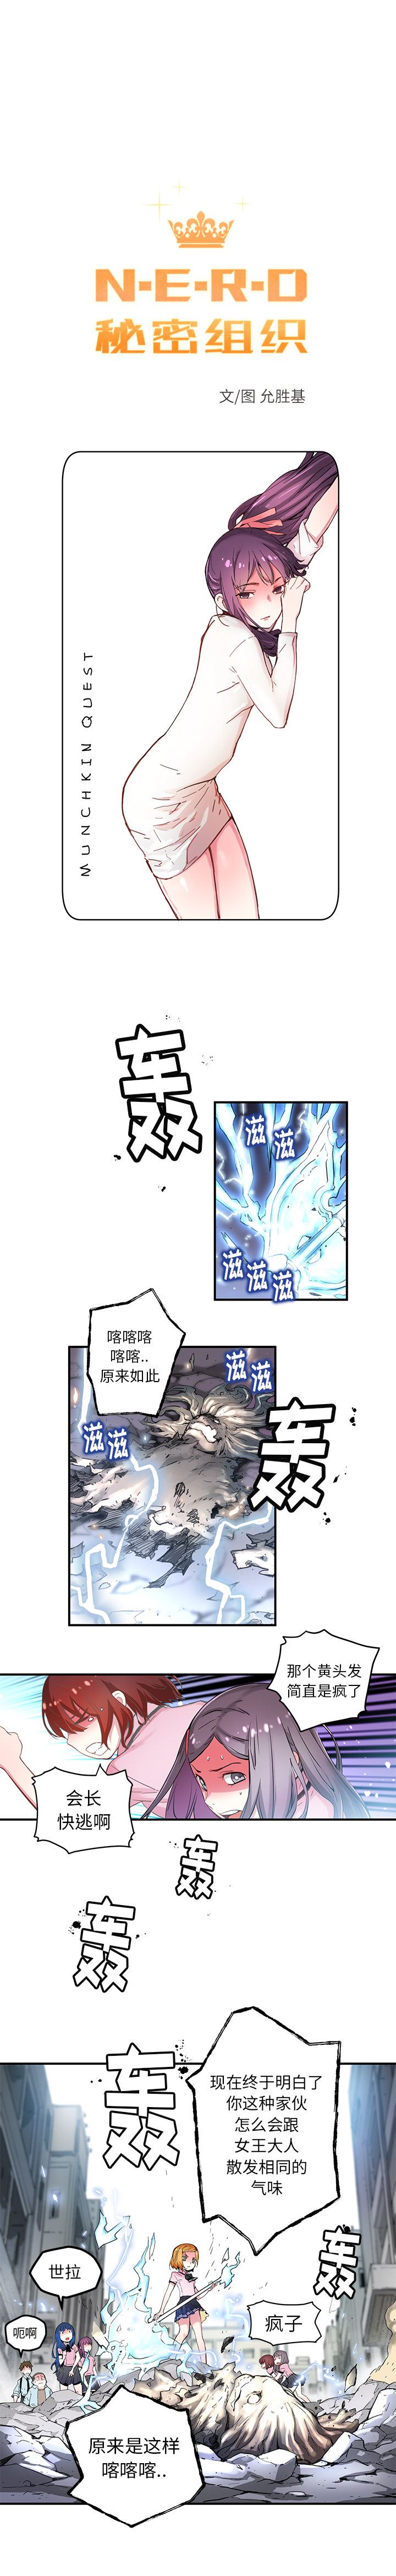 N·E·R·D
秘密组织
文/图 允胜基
MUNCHKIN QUEST
轰
滋滋
滋滋滋
喀喀喀
喀喀..
原来如此
滋滋
滋滋
轰
那个黄头发
简直是疯了
会长
快逃啊
轰
轰
轰
现在终于明白了
你这种家伙
怎么会跟
女王大人
散发相同的
气味
轰
世拉
呃啊
疯子
原来是这样
喀喀喀..